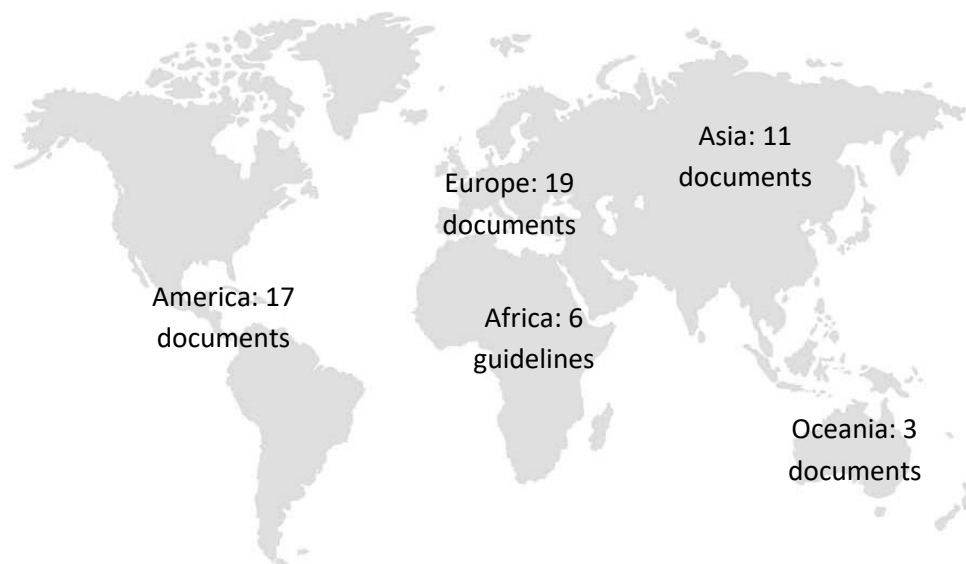 Asia: 11
documents
Europe: 19
documents
America: 17
documents
Africa: 6
guidelines
Oceania: 3
documents